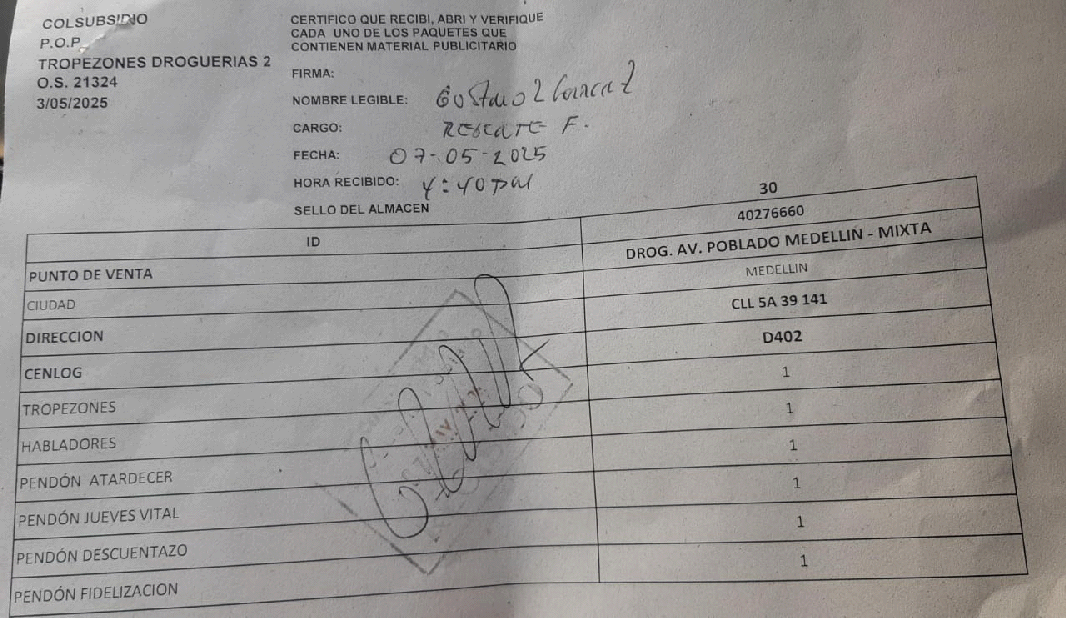 COLSUBSIDIO
P.O.P
TROPEZONES DROGUERIAS 2
O.S. 21324
3/05/2025
CERTIFICO QUE RECIBI, ABRI Y VERIFIQUE
CADA UNO DE LOS PAQUETES QUE
CONTIENEN MATERIAL PUBLICITARIO
FIRMA:
NOMBRE LEGIBLE:
CARGO: F.
FECHA: 07-05-2025
HORA RECIBIDO: 4:40 pm
SELLO DEL ALMACEN
30
ID 40276660
PUNTO DE VENTA DROG. AV. POBLADO MEDELLIN - MIXTA
CIUDAD MEDELLIN
DIRECCION CLL 5A 39 141
CENLOG D402
TROPEZONES 1
HABLADORES 1
PENDÓN ATARDECER 1
PENDÓN JUEVES VITAL 1
PENDÓN DESCUENTAZO 1
PENDÓN FIDELIZACION 1